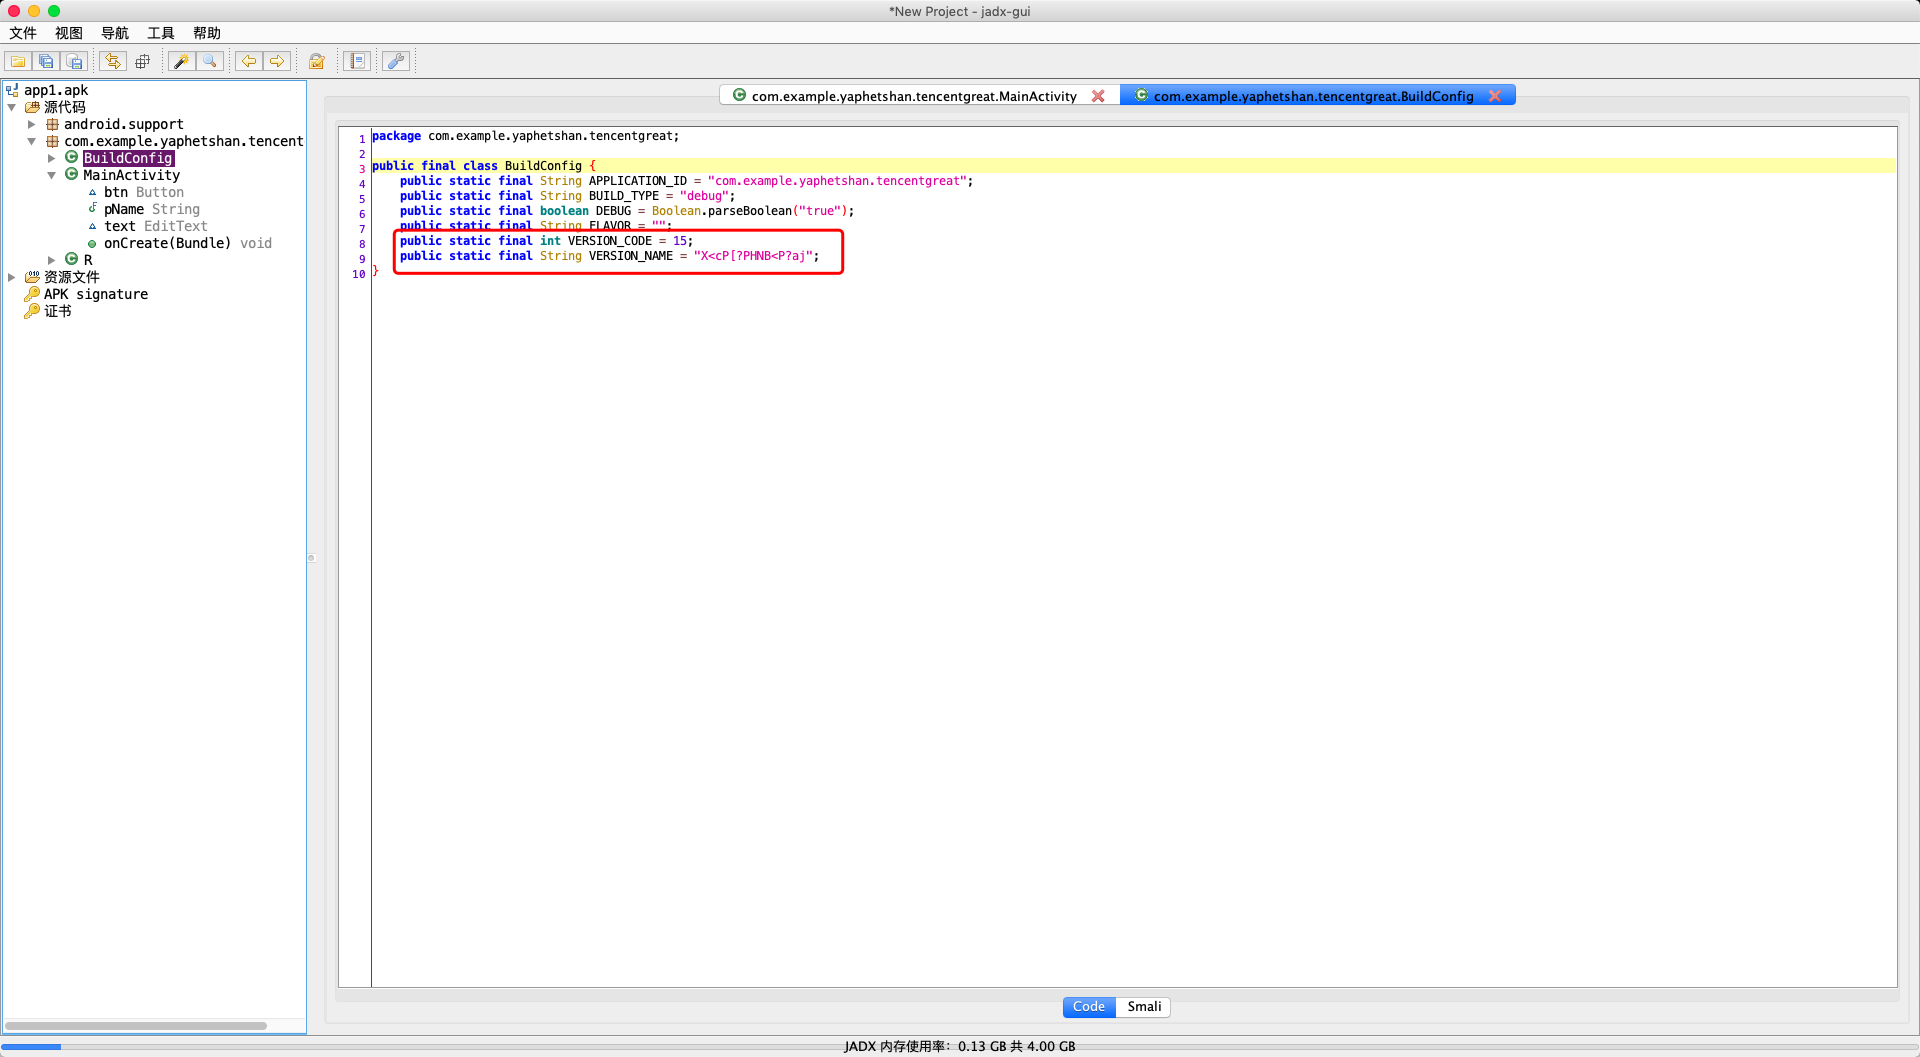 *New Project - jadx-gui
文件 视图 导航 工具 帮助
app1.apk
源代码
android.support
com.example.yaphetshan.tencent
BuildConfig
MainActivity
btn Button
pName String
text EditText
onCreate(Bundle) void
R
资源文件
APK signature
证书
com.example.yaphetshan.tencentgreat.MainActivity com.example.yaphetshan.tencentgreat.BuildConfig
1 package com.example.yaphetshan.tencentgreat;
2
3 public final class BuildConfig {
4 public static final String APPLICATION_ID = "com.example.yaphetshan.tencentgreat";
5 public static final String BUILD_TYPE = "debug";
6 public static final boolean DEBUG = Boolean.parseBoolean("true");
7 public static final String FLAVOR = "";
8 public static final int VERSION_CODE = 15;
9 public static final String VERSION_NAME = "X<cP[?PHNB<P?aj";
10 }
Code Smali
JADX 内存使用率：0.13 GB 共 4.00 GB